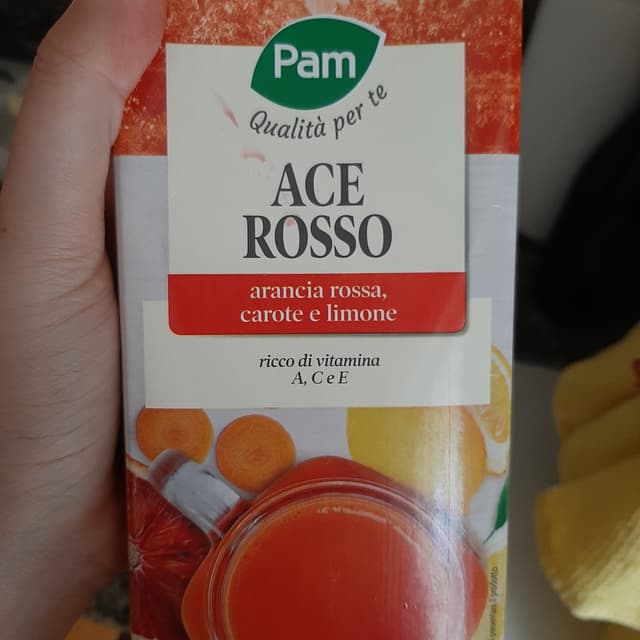 Pam
Qualità per te
ACE
ROSSO
arancia rossa,
carote e limone
ricco di vitamina
A, C e E